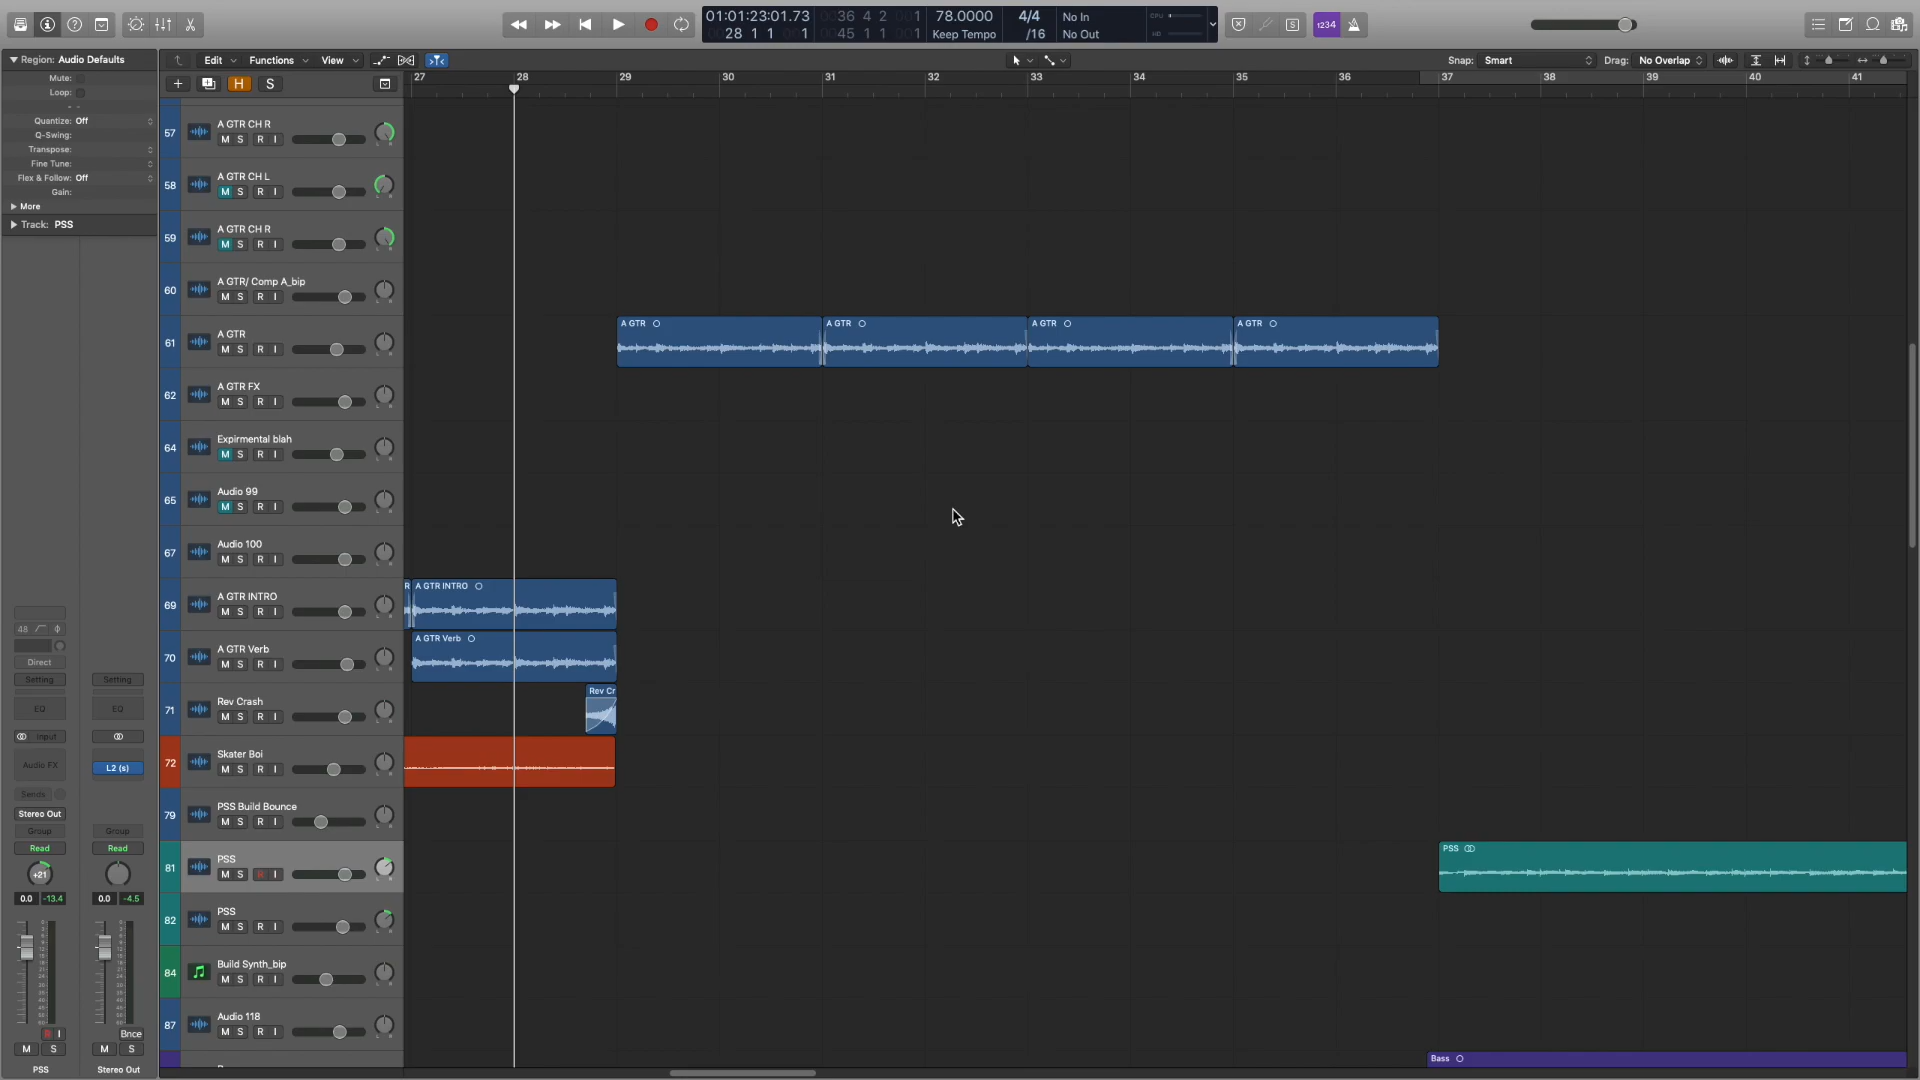 01:01:23:01.73 0036 4 2 001 78.0000 4/4 No In CPU
28 1 1 001 0045 1 1 001 Keep Tempo /16 No Out HD
S 1234
Region: Audio Defaults
Edit Functions View Snap: Smart Drag: No Overlap
H S
27 28 29 30 31 32 33 34 35 36 37 38 39 40 41
Mute:
Loop:
Quantize: Off
Q-Swing:
Transpose:
Fine Tune:
Flex & Follow: Off
Gain:
More
Track: PSS
57 A GTR CH R
M S R I
58 A GTR CH L
M S R I
59 A GTR CH R
M S R I
60 A GTR/ Comp A_bip
M S R I
61 A GTR
M S R I
A GTR A GTR A GTR A GTR
62 A GTR FX
M S R I
64 Expirmental blah
M S R I
65 Audio 99
M S R I
67 Audio 100
M S R I
69 A GTR INTRO
M S R I
R A GTR INTRO
70 A GTR Verb
M S R I
A GTR Verb
71 Rev Crash
M S R I
Rev Cr
72 Skater Boi
M S R I
79 PSS Build Bounce
M S R I
81 PSS
M S R I
PSS
82 PSS
M S R I
84 Build Synth_bip
M S R I
87 Audio 118
M S R I
Bass
48
Direct
Setting Setting
EQ EQ
Input
Audio FX L2 (s)
Sends
Stereo Out
Group Group
Read Read
+21
0.0 -13.4 0.0 -4.5
R I Bnce
M S M S
PSS Stereo Out